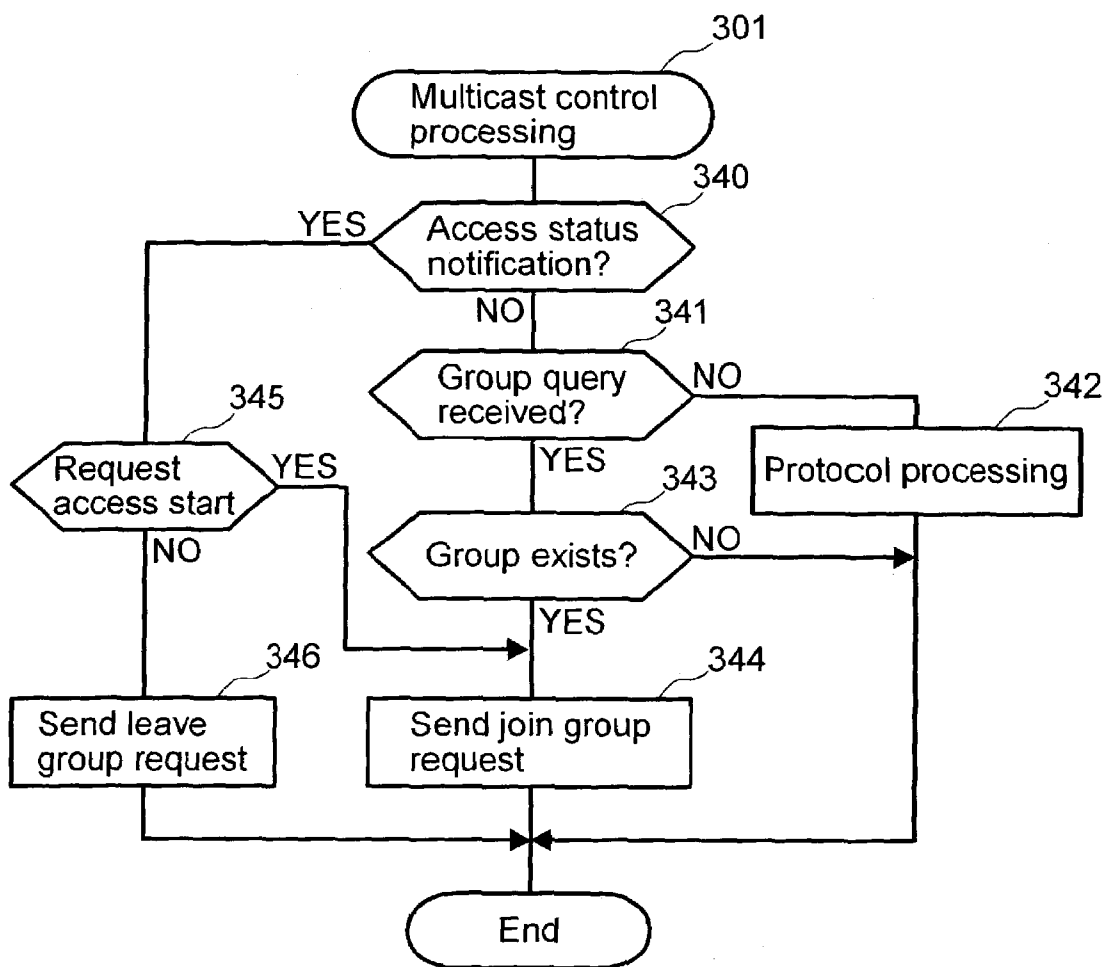 301
Multicast control
processing
340
YES
Access status
notification?
NO
341
Group query
received?
NO
342
345
YES
Request
access start
YES
Protocol processing
343
NO
Group exists?
NO
YES
346
344
Send leave
group request
Send join group
request
End